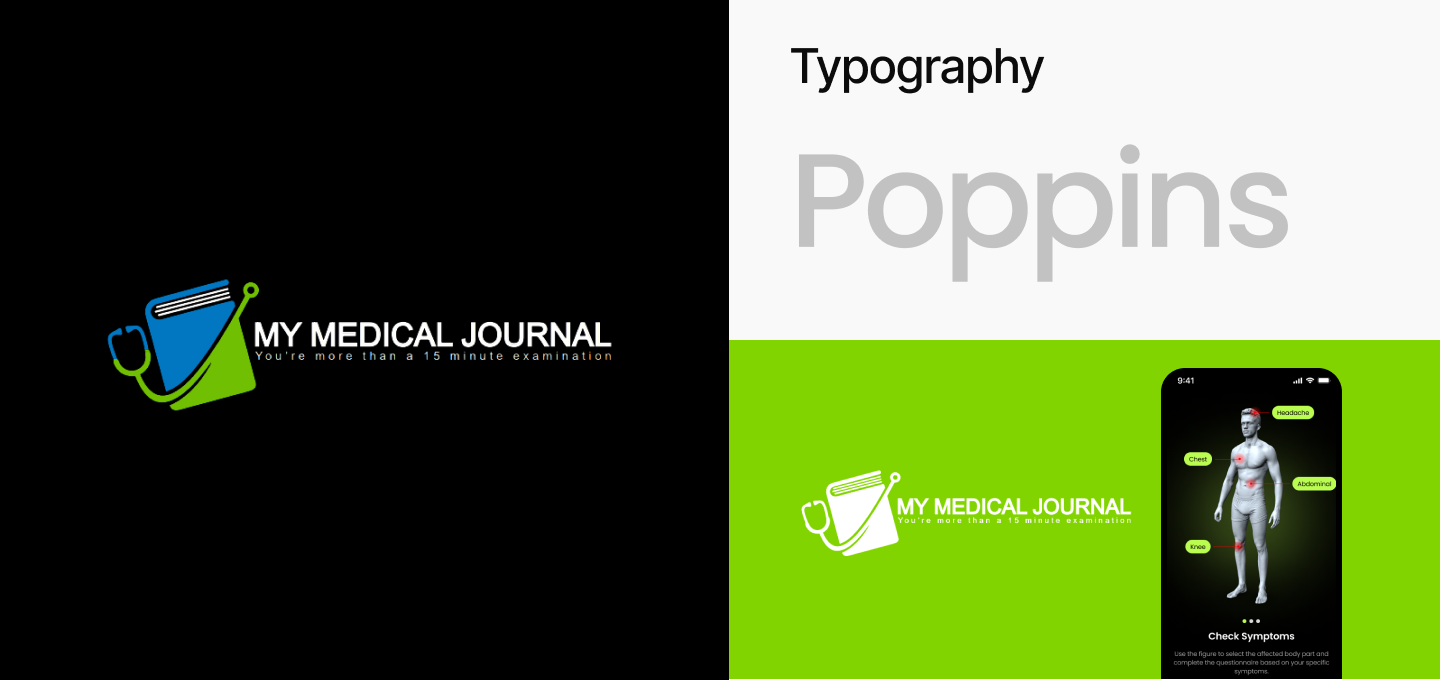 MY MEDICAL JOURNAL
You're more than a 15 minute examination
Typography
Poppins
MY MEDICAL JOURNAL
You're more than a 15 minute examination
9:41
Headache
Chest
Abdominal
Knee
Check Symptoms
Use the figure to select the affected body part and
complete the questionnaire based on your specific
symptoms.